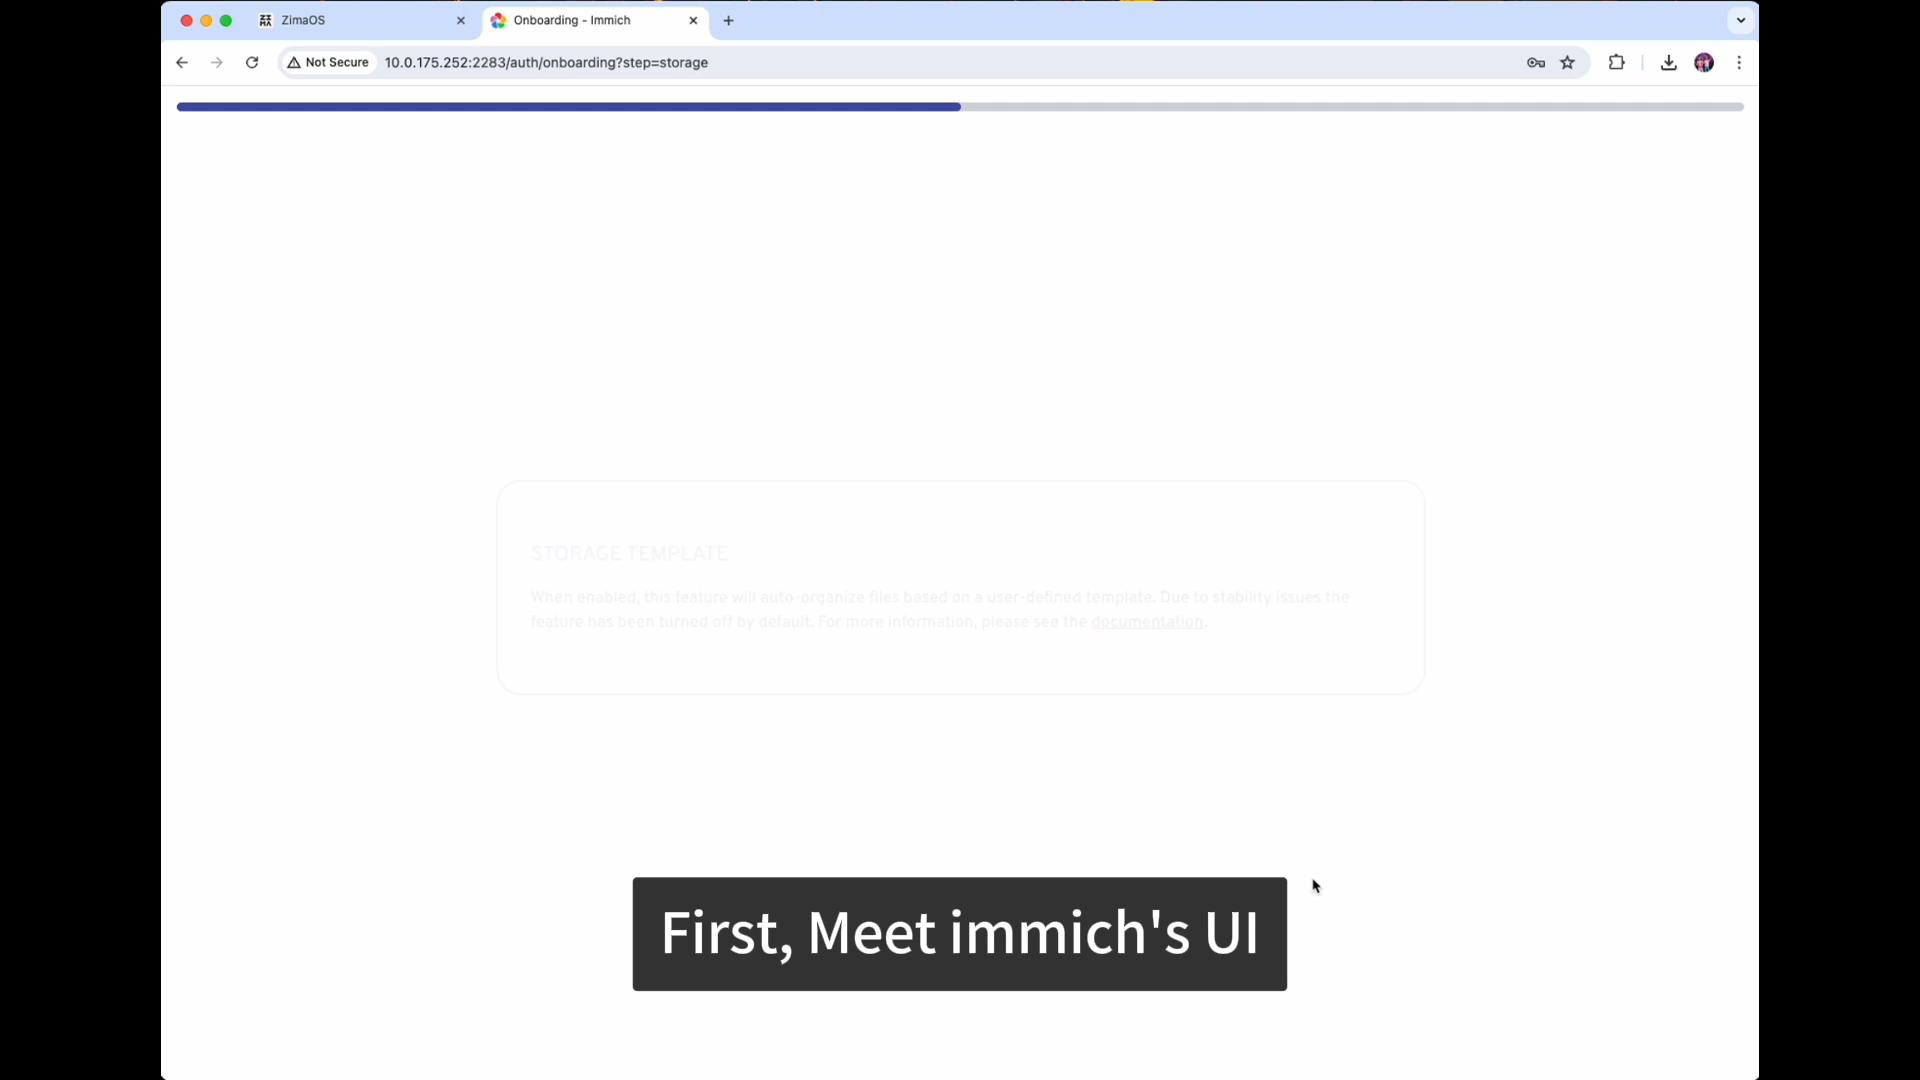 ZimaOS
Onboarding - Immich
Not Secure
10.0.175.252:2283/auth/onboarding?step=storage
STORAGE TEMPLATE
When enabled, this feature will auto-organize files based on a user-defined template. Due to stability issues the
feature has been turned off by default. For more information, please see the documentation.
First, Meet immich's UI